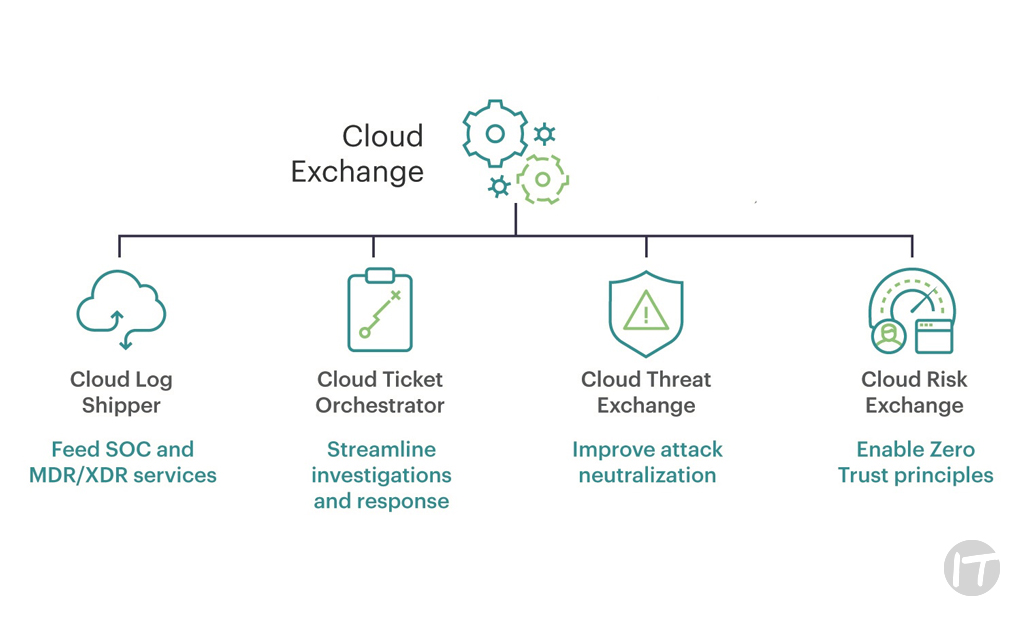 Cloud
Exchange
Cloud Log
Shipper
Feed SOC and
MDR/XDR services
Cloud Ticket
Orchestrator
Streamline
investigations
and response
Cloud Threat
Exchange
Improve attack
neutralization
Cloud Risk
Exchange
Enable Zero
Trust principles
IT